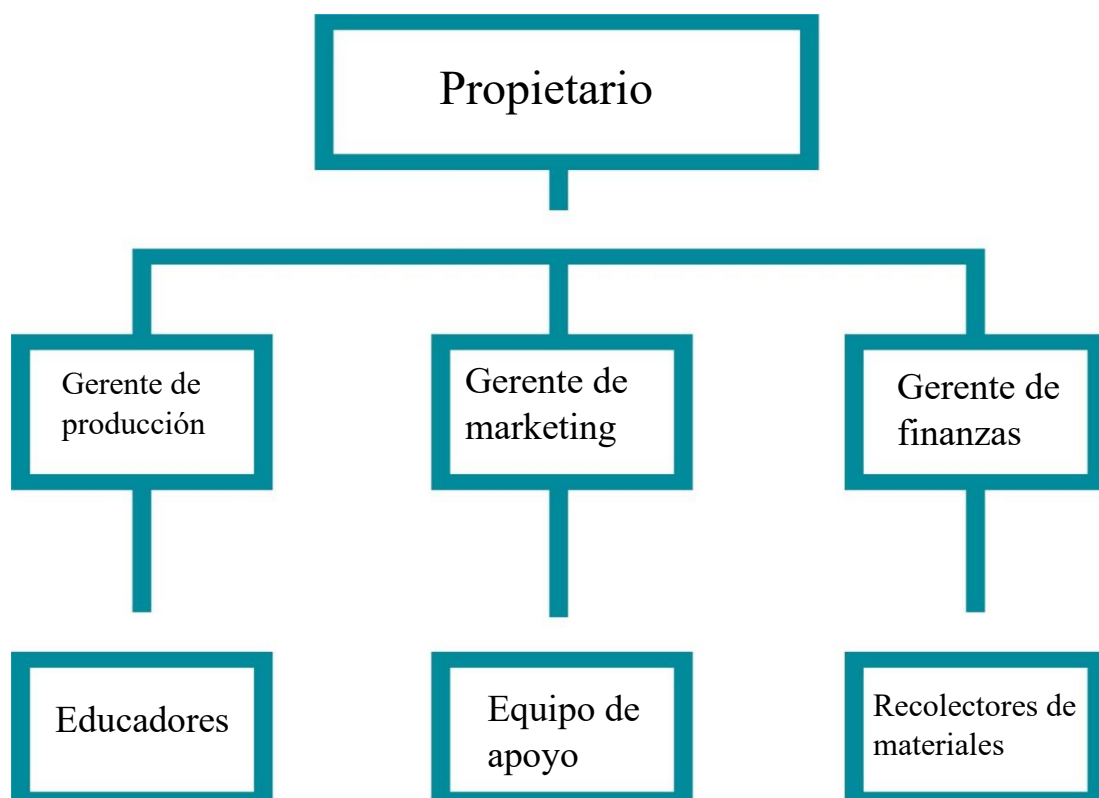 Propietario
Gerente de
producción
Gerente de
marketing
Gerente de
finanzas
Educadores
Equipo de
apoyo
Recolectores de
materiales